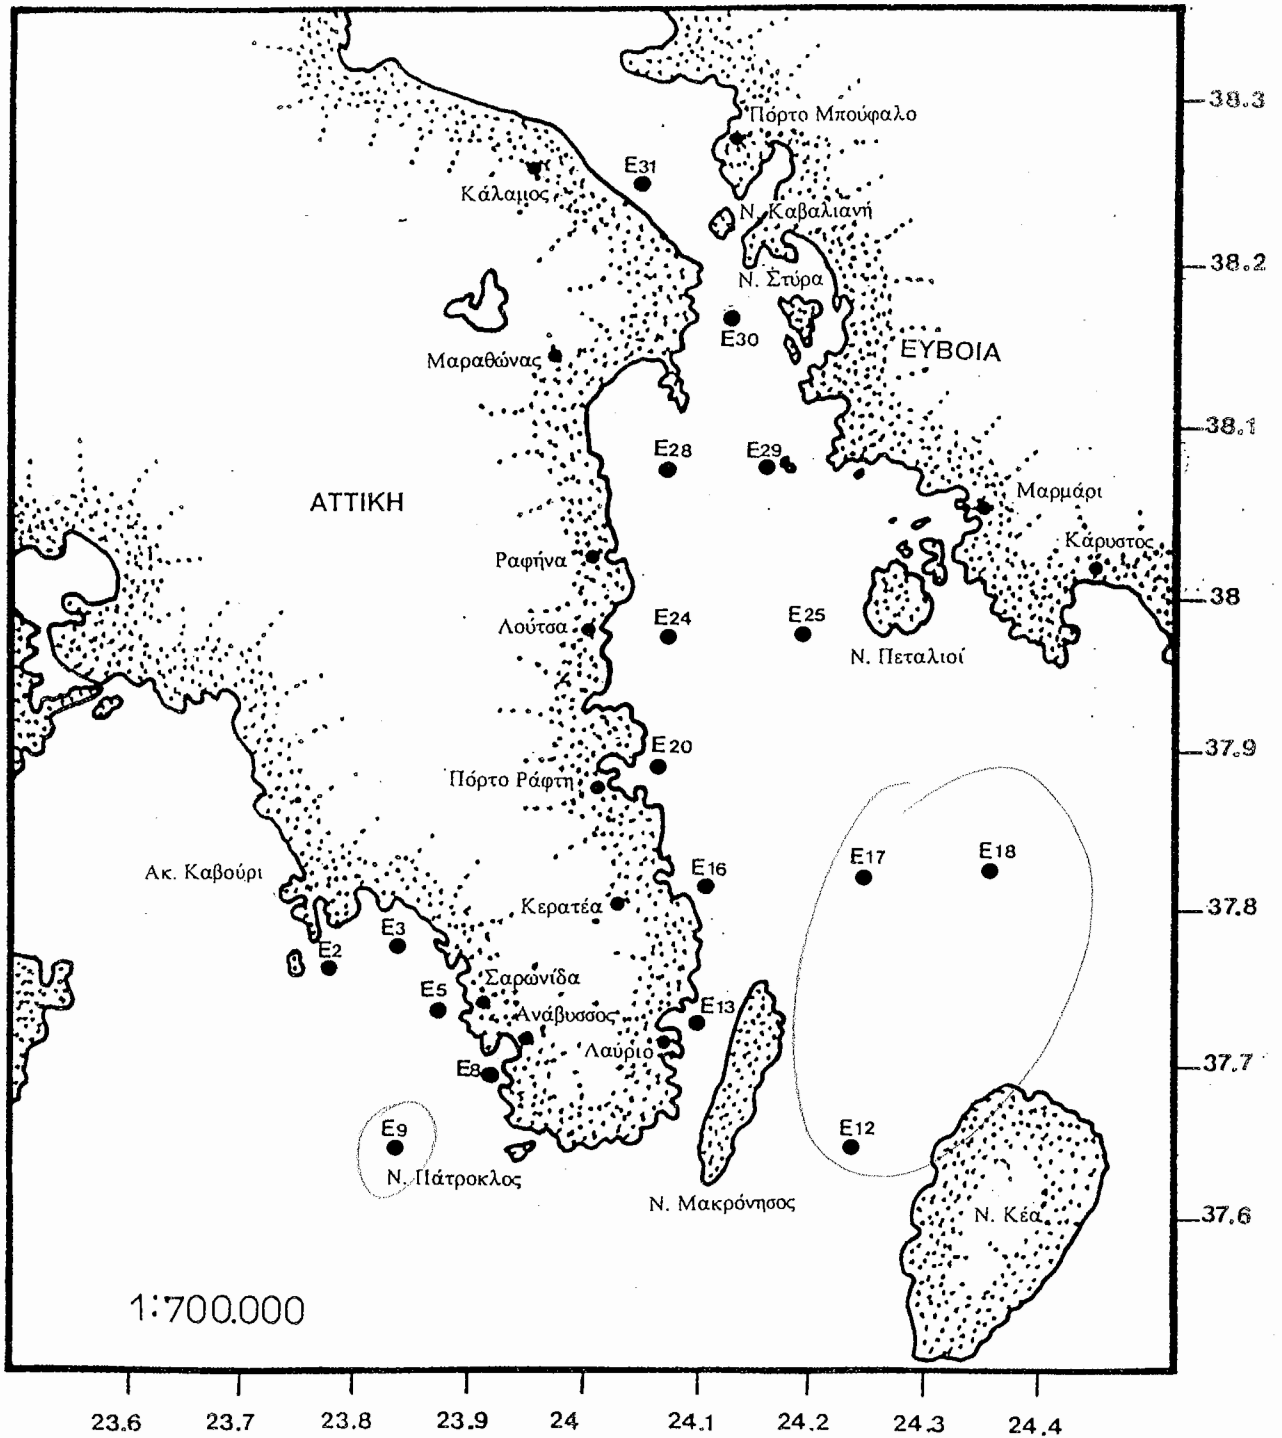 38.3
Πόρτο Μπούφαλο
E31
Κάλαμος
Ν. Καβαλιανή
38.2
Ν. Στύρα
E30
ΕΥΒΟΙΑ
Μαραθώνας
38.1
E28
E29
Μαρμάρι
ΑΤΤΙΚΗ
Κάρυστος
Ραφήνα
38
Λούτσα
E24
E25
Ν. Πεταλιοί
E20
37.9
Πόρτο Ράφτη
E17
E18
Ακ. Καβούρι
E16
Κερατέα
37.8
E3
E2
Σαρωνίδα
E5
Ανάβυσσος
E13
Λαύριο
E8
37.7
E9
E12
Ν. Πάτροκλος
Ν. Μακρόνησος
Ν. Κέα
37.6
1:700.000
23.6 23.7 23.8 23.9 24 24.1 24.2 24.3 24.4